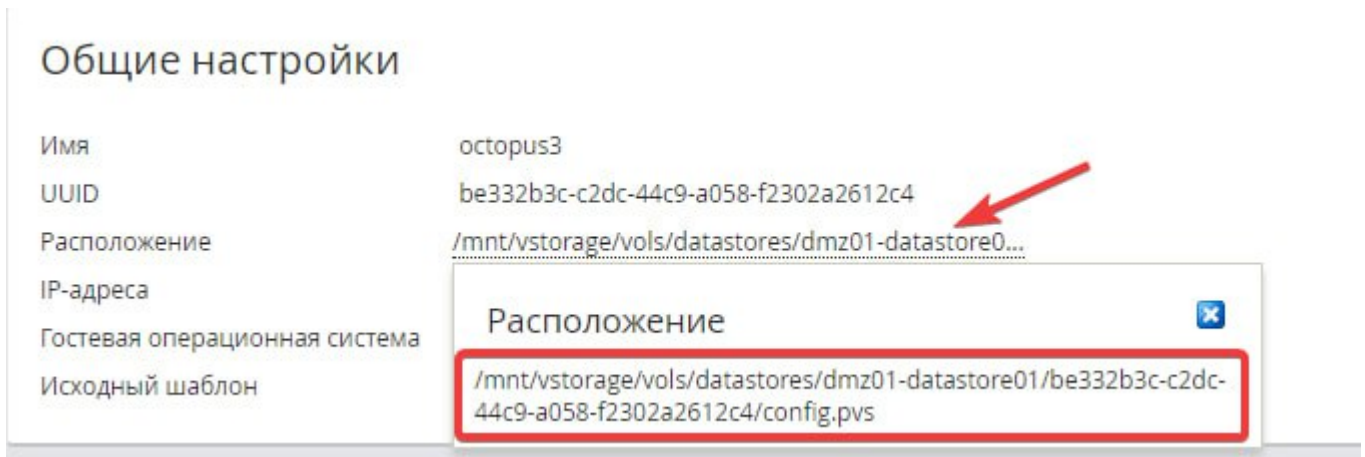 Общие настройки
Имя octopus3
UUID be332b3c-c2dc-44c9-a058-f2302a2612c4
Расположение /mnt/vstorage/vols/datastores/dmz01-datastore0...
IP-адреса
Гостевая операционная система
Исходный шаблон
Расположение
/mnt/vstorage/vols/datastores/dmz01-datastore01/be332b3c-c2dc-
44c9-a058-f2302a2612c4/config.pvs